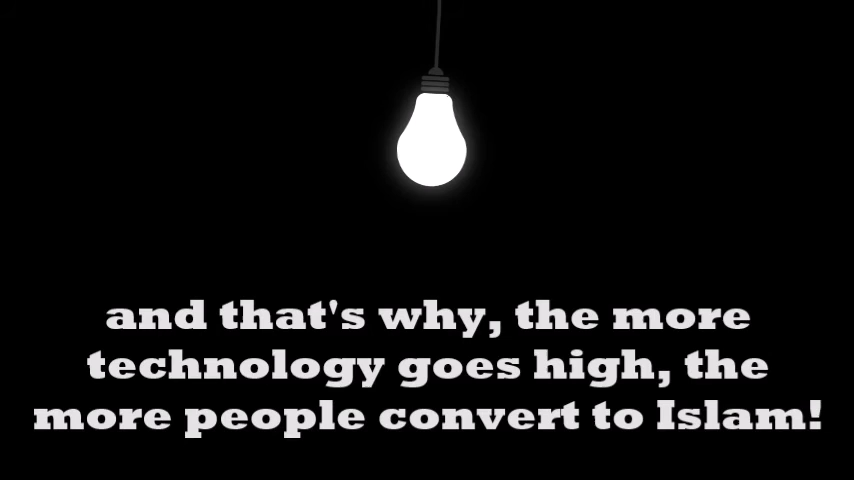 and that's why, the more
technology goes high, the
more people convert to Islam!